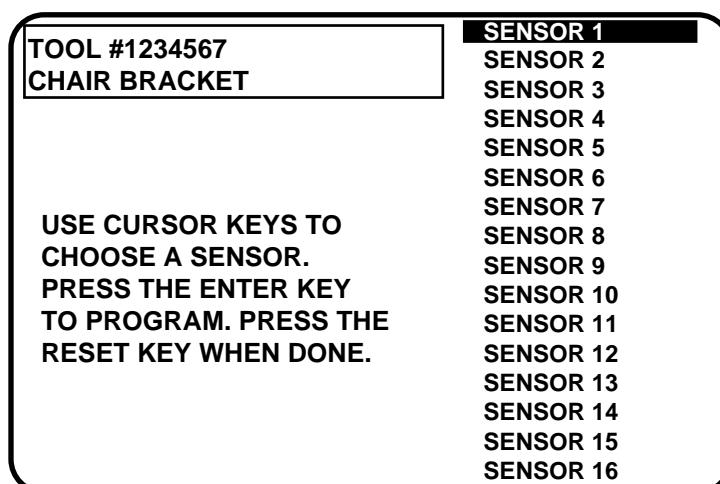 TOOL #1234567
CHAIR BRACKET
USE CURSOR KEYS TO
CHOOSE A SENSOR.
PRESS THE ENTER KEY
TO PROGRAM. PRESS THE
RESET KEY WHEN DONE.
SENSOR 1
SENSOR 2
SENSOR 3
SENSOR 4
SENSOR 5
SENSOR 6
SENSOR 7
SENSOR 8
SENSOR 9
SENSOR 10
SENSOR 11
SENSOR 12
SENSOR 13
SENSOR 14
SENSOR 15
SENSOR 16